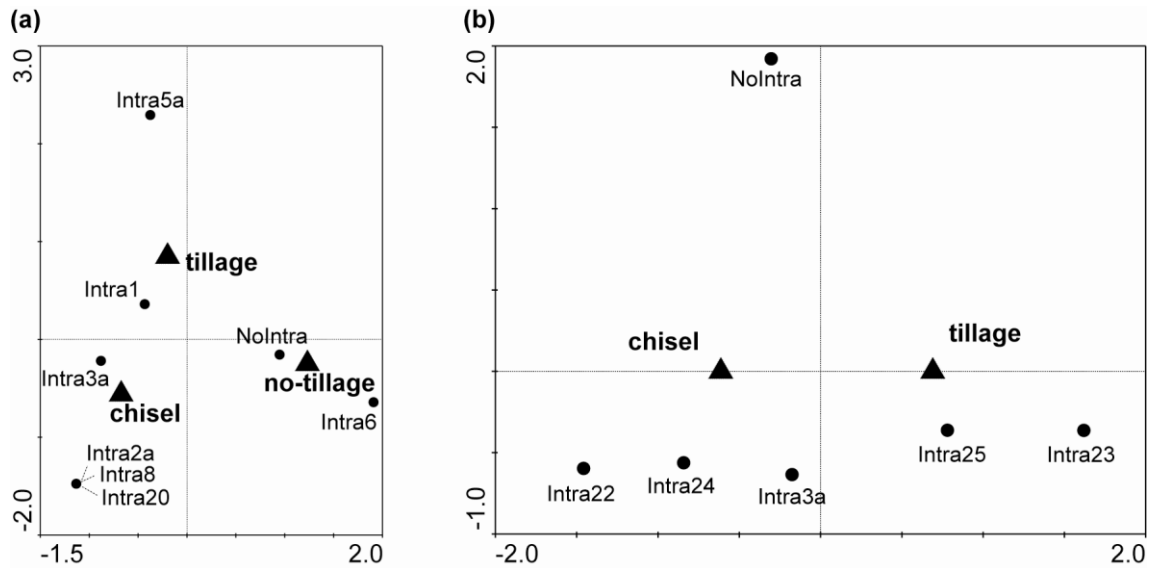 (a)
3.0
Intra5a
tillage
Intra1
NoIntra
Intra3a
no-tillage
chisel
Intra6
Intra2a
Intra8
Intra20
-2.0
-1.5
2.0
(b)
2.0
NoIntra
chisel
tillage
Intra25
Intra23
Intra22
Intra24
Intra3a
-1.0
-2.0
2.0